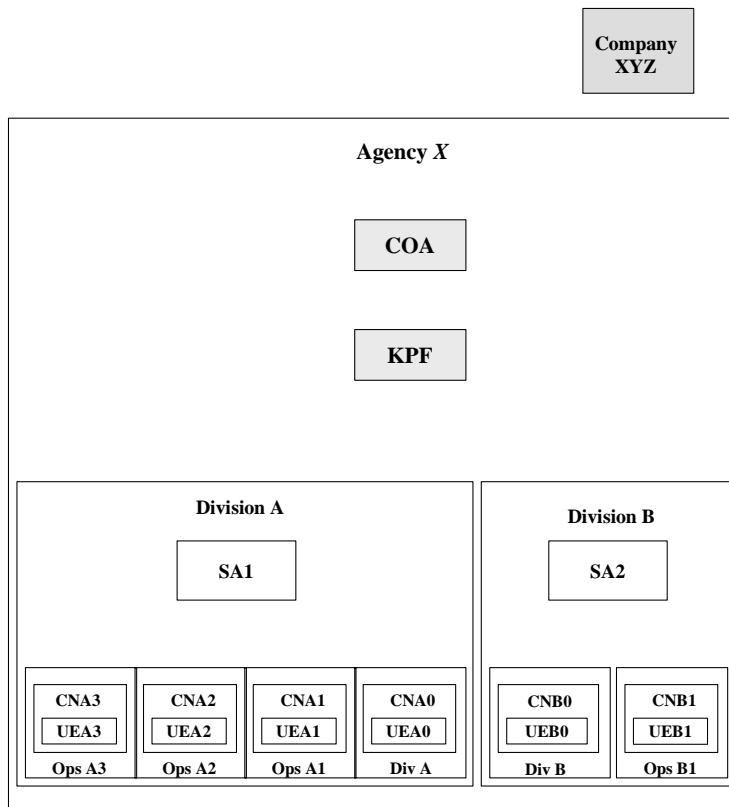 Company
XYZ
Agency X
COA
KPF
Division A
Division B
SA1
SA2
CNA3
CNA2
CNA1
CNA0
CNB0
CNB1
UEA3
UEA2
UEA1
UEA0
UEB0
UEB1
Ops A3
Ops A2
Ops A1
Div A
Div B
Ops B1